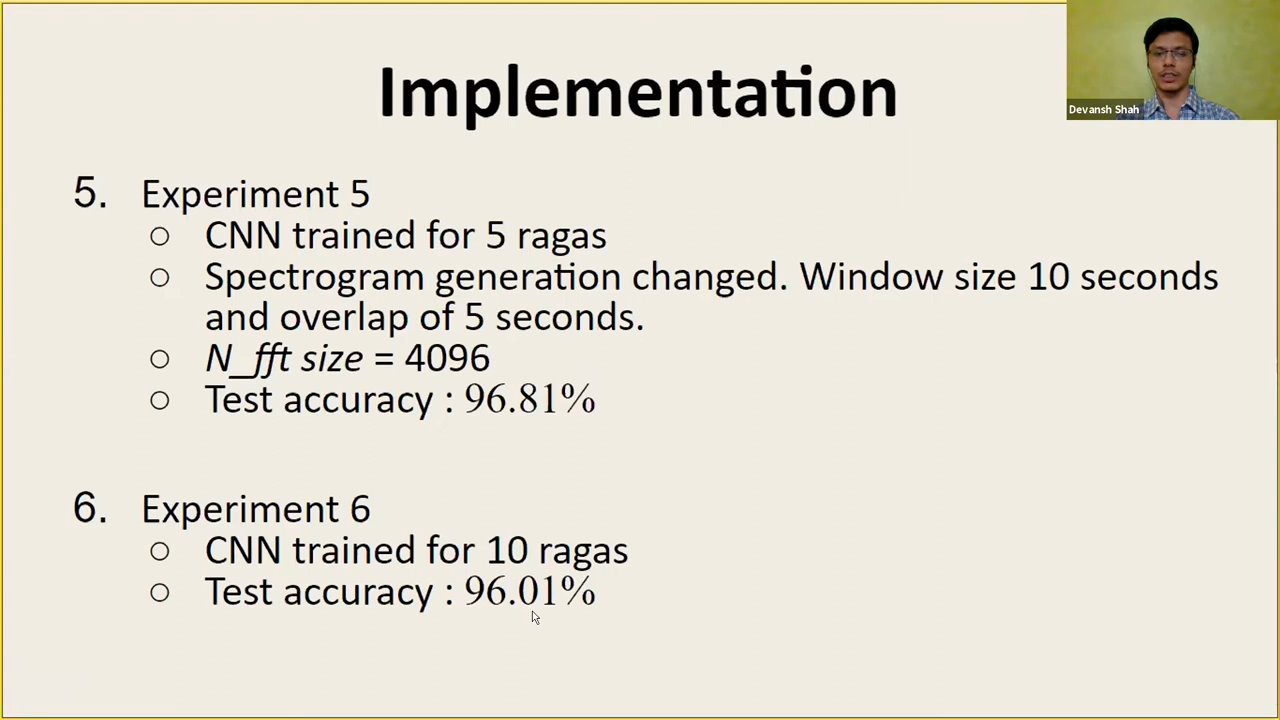 Implementation
Devansh Shah
5. Experiment 5
○ CNN trained for 5 ragas
○ Spectrogram generation changed. Window size 10 seconds
and overlap of 5 seconds.
○ N_fft size = 4096
○ Test accuracy : 96.81%
6. Experiment 6
○ CNN trained for 10 ragas
○ Test accuracy : 96.01%